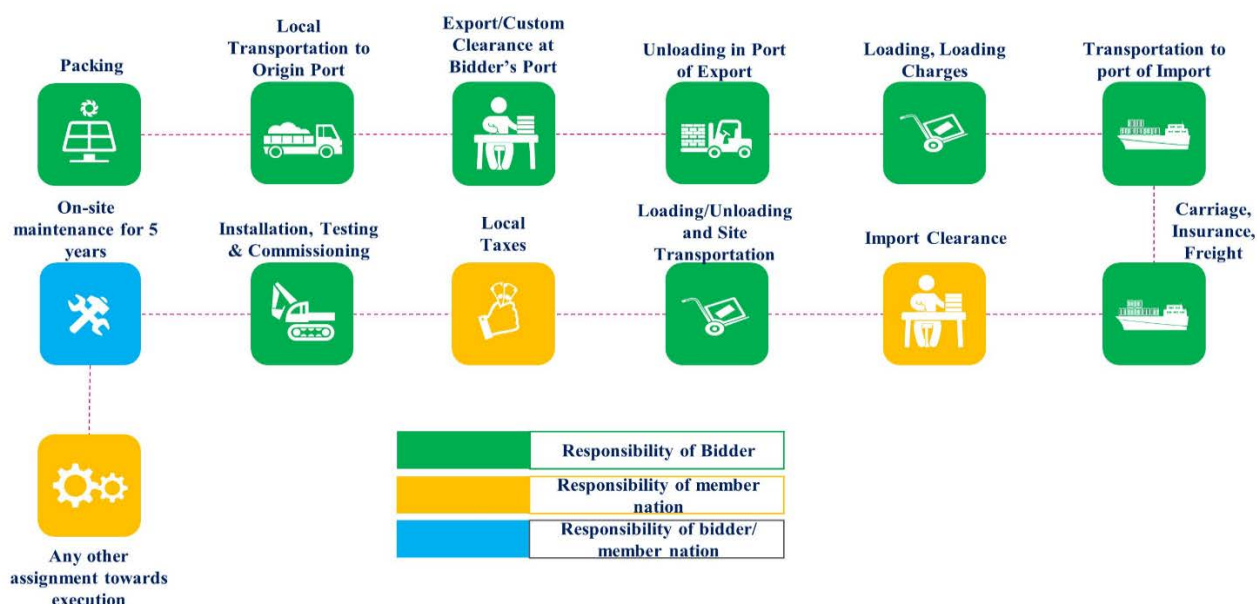 Packing
Local
Transportation to
Origin Port
Export/Custom
Clearance at
Bidder's Port
Unloading in Port
of Export
Loading, Loading
Charges
Transportation to
port of Import
On-site
maintenance for 5
years
Installation, Testing
& Commissioning
Local
Taxes
Loading/Unloading
and Site
Transportation
Import Clearance
Carriage,
Insurance,
Freight
Responsibility of Bidder
Responsibility of member
nation
Responsibility of bidder/
member nation
Any other
assignment towards
execution